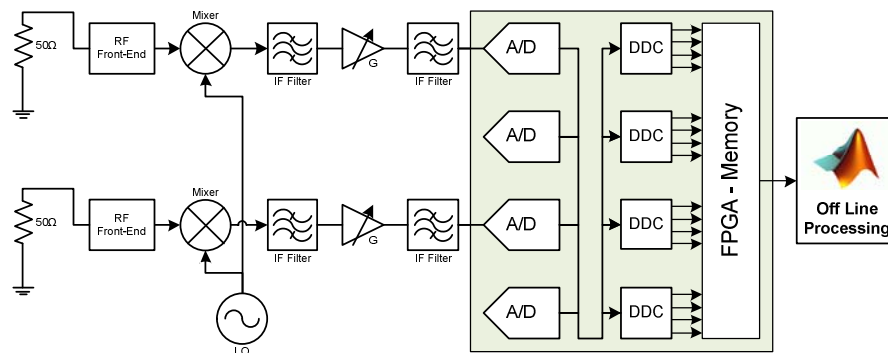 50Ω
RF
Front-End
Mixer
IF Filter
G
IF Filter
A/D
DDC
A/D
DDC
50Ω
RF
Front-End
Mixer
IF Filter
G
IF Filter
A/D
DDC
A/D
DDC
LO
FPGA - Memory
Off Line
Processing